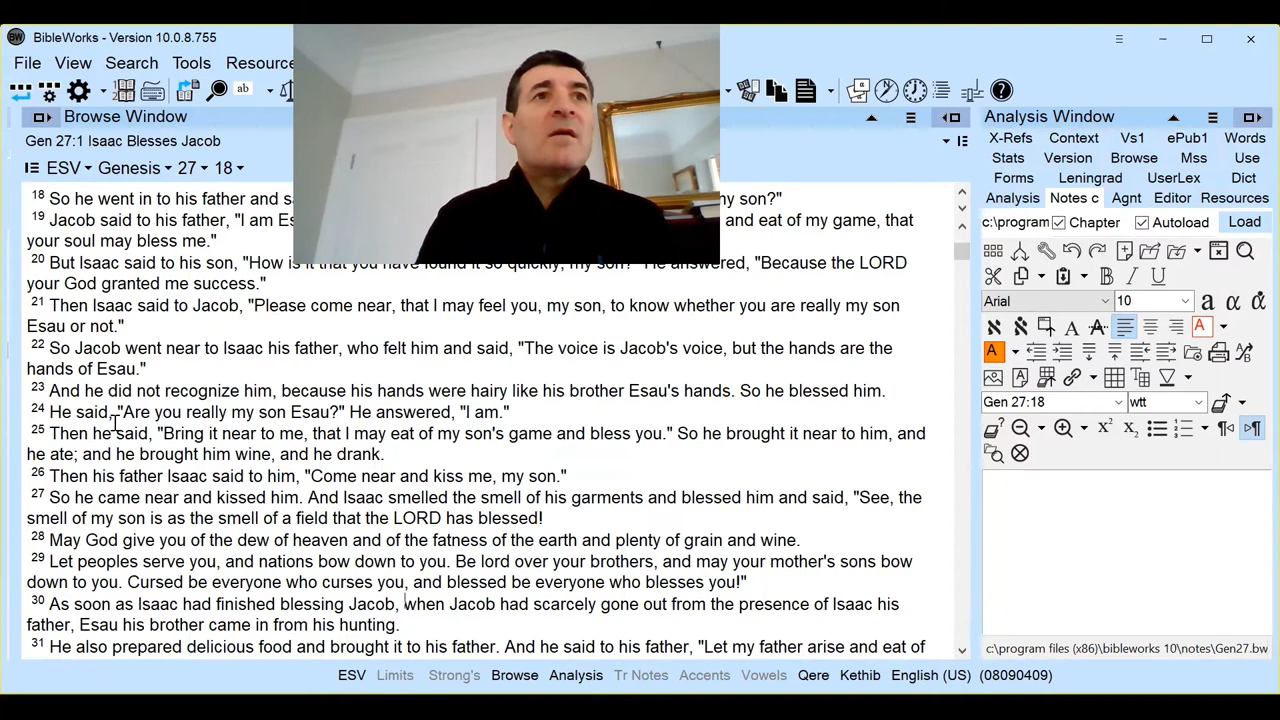 BibleWorks - Version 10.0.8.755
File View Search Tools Resource
ab
Browse Window
Gen 27:1 Isaac Blesses Jacob
ESV Genesis 27 18
18 So he went in to his father and sa my son?"
19 Jacob said to his father, "I am Es and eat of my game, that
your soul may bless me."
20 But Isaac said to his son, "How is it that you have found it so quickly, my son?" He answered, "Because the LORD
your God granted me success."
21 Then Isaac said to Jacob, "Please come near, that I may feel you, my son, to know whether you are really my son
Esau or not."
22 So Jacob went near to Isaac his father, who felt him and said, "The voice is Jacob's voice, but the hands are the
hands of Esau."
23 And he did not recognize him, because his hands were hairy like his brother Esau's hands. So he blessed him.
24 He said, "Are you really my son Esau?" He answered, "I am."
25 Then he said, "Bring it near to me, that I may eat of my son's game and bless you." So he brought it near to him, and
he ate; and he brought him wine, and he drank.
26 Then his father Isaac said to him, "Come near and kiss me, my son."
27 So he came near and kissed him. And Isaac smelled the smell of his garments and blessed him and said, "See, the
smell of my son is as the smell of a field that the LORD has blessed!
28 May God give you of the dew of heaven and of the fatness of the earth and plenty of grain and wine.
29 Let peoples serve you, and nations bow down to you. Be lord over your brothers, and may your mother's sons bow
down to you. Cursed be everyone who curses you, and blessed be everyone who blesses you!"
30 As soon as Isaac had finished blessing Jacob, when Jacob had scarcely gone out from the presence of Isaac his
father, Esau his brother came in from his hunting.
31 He also prepared delicious food and brought it to his father. And he said to his father, "Let my father arise and eat of
ESV Limits Strong's Browse Analysis Tr Notes Accents Vowels Qere Kethib English (US) (08090409)
Analysis Window
X-Refs Context Vs1 ePub1 Words
Stats Version Browse Mss Use
Forms Leningrad UserLex Dict
Analysis Notes c Agnt Editor Resources
c:\program Chapter Autoload Load
B I U
Arial 10 a α
א A A A
A
Gen 27:18 wtt
X² X²
c:\program files (x86)\bibleworks 10\notes\Gen27.bw